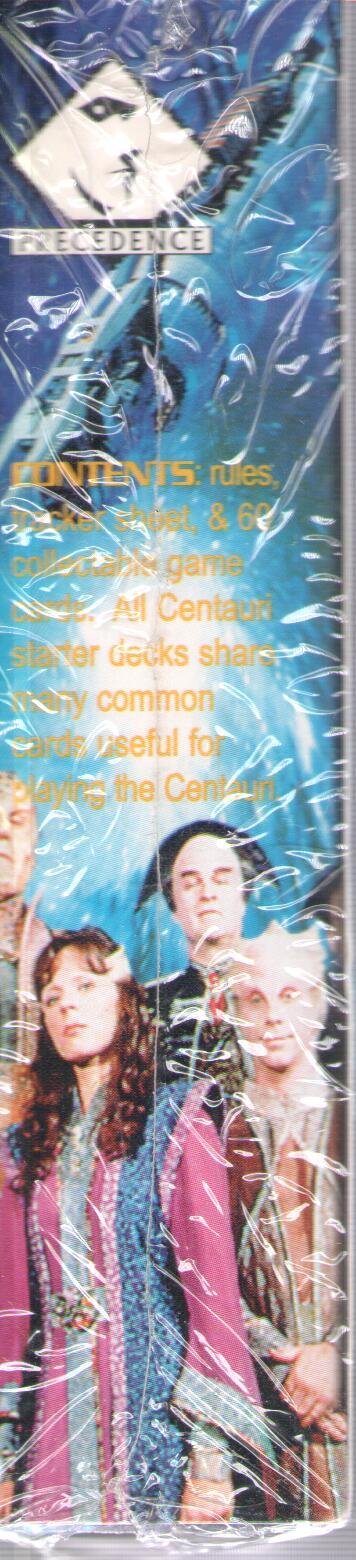 PRECEDENCE
CONTENTS: rules,
tracker sheet, & 60
collectable game
cards. All Centauri
starter decks share
many common
cards useful for
playing the Centauri.